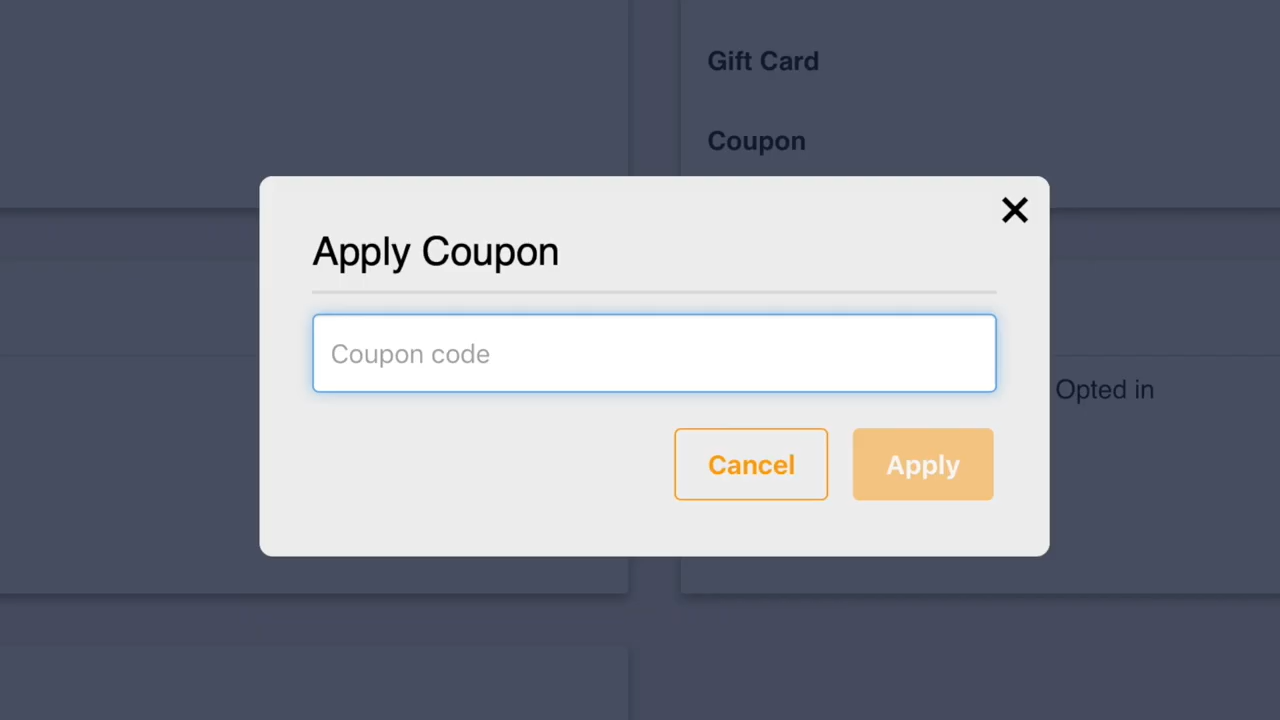 Gift Card
Coupon
Apply Coupon
Coupon code
Opted in
Cancel
Apply